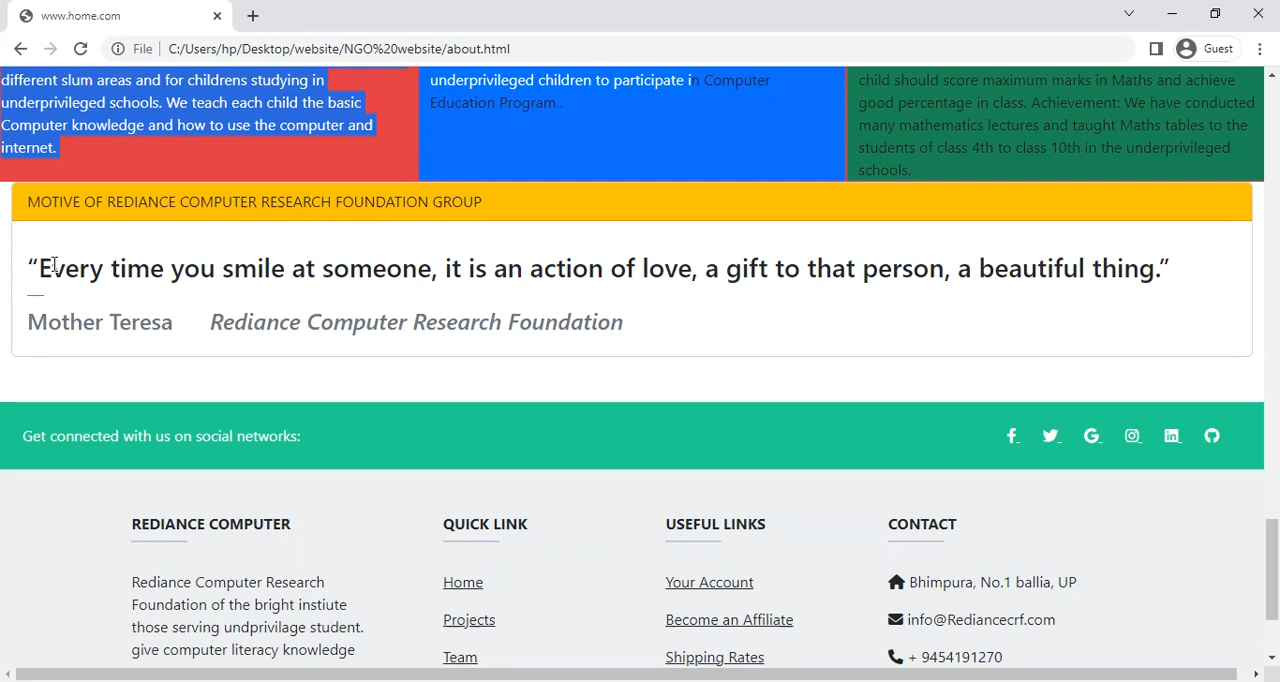 www.home.com
File
C:/Users/hp/Desktop/website/NGO%20website/about.html
Guest
different slum areas and for childrens studying in
underprivileged schools. We teach each child the basic
Computer knowledge and how to use the computer and
internet.
underprivileged children to participate in Computer
Education Program..
child should score maximum marks in Maths and achieve
good percentage in class. Achievement: We have conducted
many mathematics lectures and taught Maths tables to the
students of class 4th to class 10th in the underprivileged
schools.
MOTIVE OF REDIANCE COMPUTER RESEARCH FOUNDATION GROUP
“Every time you smile at someone, it is an action of love, a gift to that person, a beautiful thing.”
—
Mother Teresa Rediance Computer Research Foundation
Get connected with us on social networks:
REDIANCE COMPUTER
Rediance Computer Research
Foundation of the bright instiute
those serving undprivilage student.
give computer literacy knowledge
QUICK LINK
Home
Projects
Team
USEFUL LINKS
Your Account
Become an Affiliate
Shipping Rates
CONTACT
Bhimpura, No.1 ballia, UP
info@Rediancecrf.com
+ 9454191270